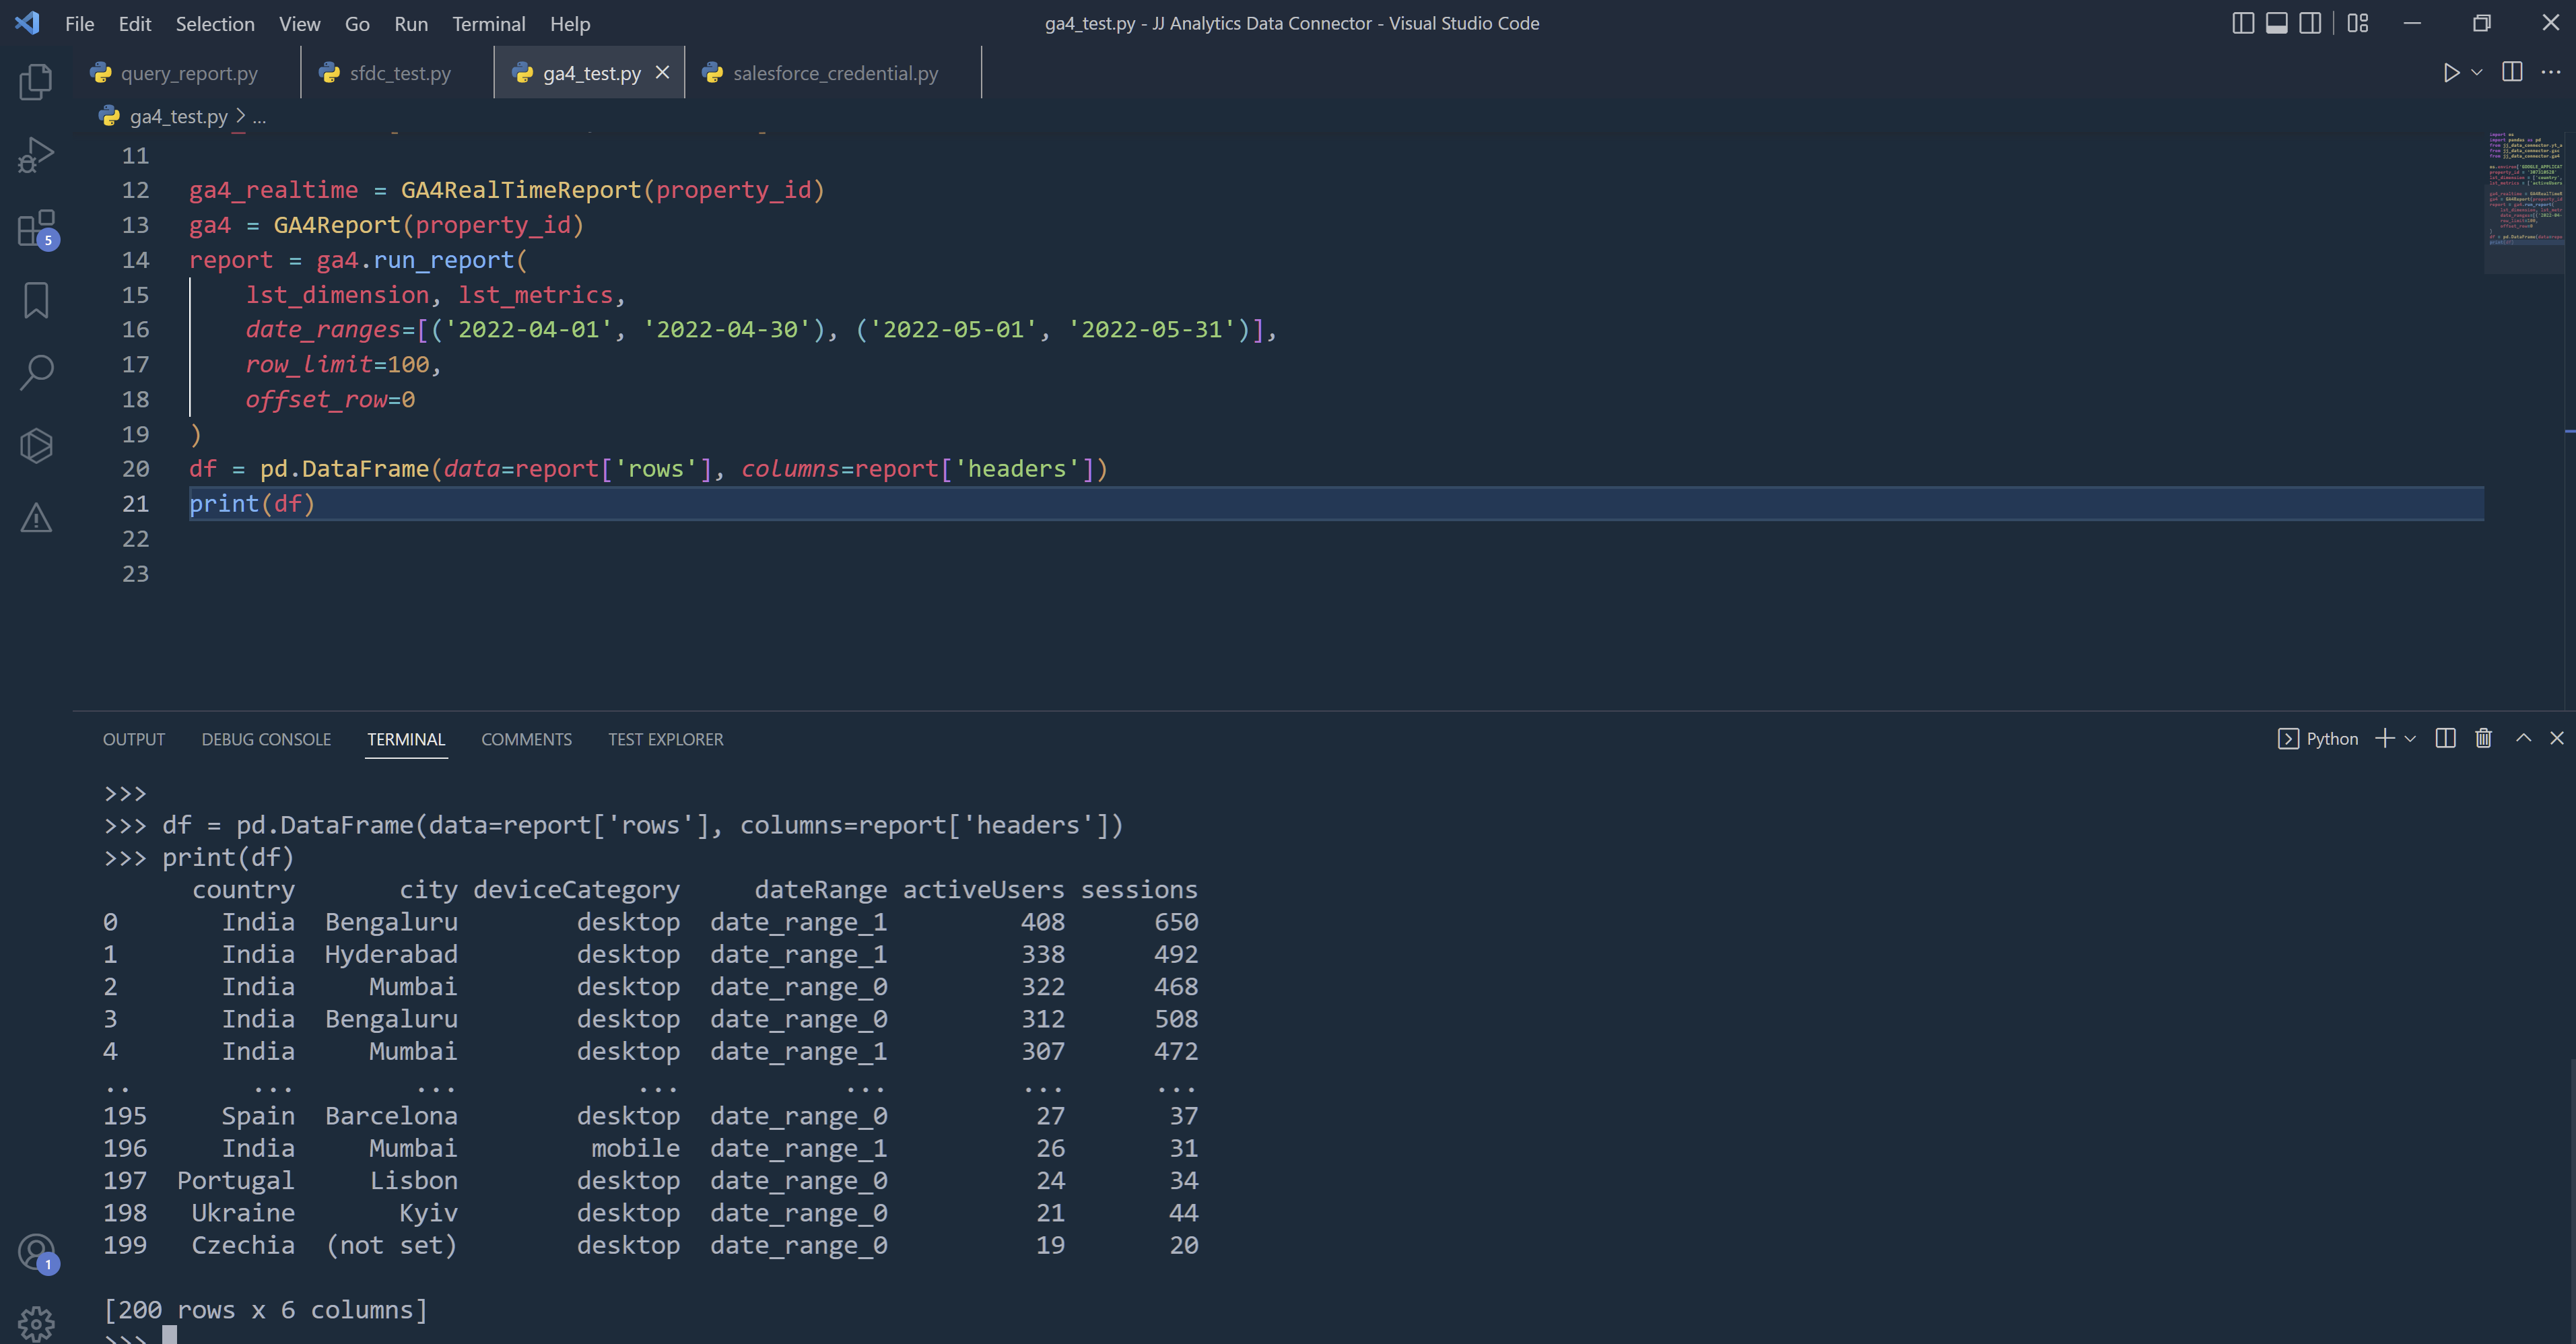 File Edit Selection View Go Run Terminal Help
ga4_test.py - JJ Analytics Data Connector - Visual Studio Code
query_report.py sfdc_test.py ga4_test.py salesforce_credential.py
ga4_test.py > ...
11
12 ga4_realtime = GA4RealTimeReport(property_id)
13 ga4 = GA4Report(property_id)
14 report = ga4.run_report(
15 lst_dimension, lst_metrics,
16 date_ranges=[('2022-04-01', '2022-04-30'), ('2022-05-01', '2022-05-31')],
17 row_limit=100,
18 offset_row=0
19 )
20 df = pd.DataFrame(data=report['rows'], columns=report['headers'])
21 print(df)
22
23
5
OUTPUT DEBUG CONSOLE TERMINAL COMMENTS TEST EXPLORER
Python
>>>
>>> df = pd.DataFrame(data=report['rows'], columns=report['headers'])
>>> print(df)
country city deviceCategory dateRange activeUsers sessions
0 India Bengaluru desktop date_range_1 408 650
1 India Hyderabad desktop date_range_1 338 492
2 India Mumbai desktop date_range_0 322 468
3 India Bengaluru desktop date_range_0 312 508
4 India Mumbai desktop date_range_1 307 472
.. ... ... ... ... ... ...
195 Spain Barcelona desktop date_range_0 27 37
196 India Mumbai mobile date_range_1 26 31
197 Portugal Lisbon desktop date_range_0 24 34
198 Ukraine Kyiv desktop date_range_0 21 44
199 Czechia (not set) desktop date_range_0 19 20
[200 rows x 6 columns]
>>>
1